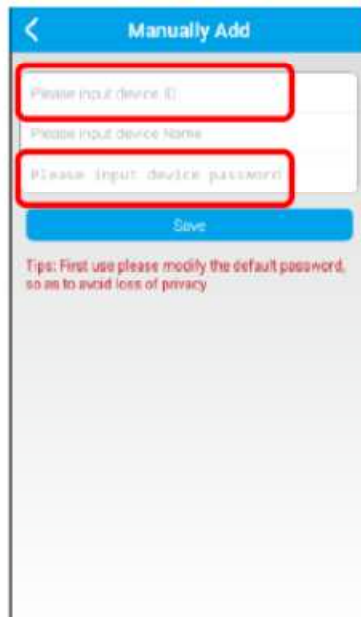 Manually Add
Please input device ID
Please input device Name
Please input device password
Save
Tips: First use please modify the default password,
so as to avoid loss of privacy